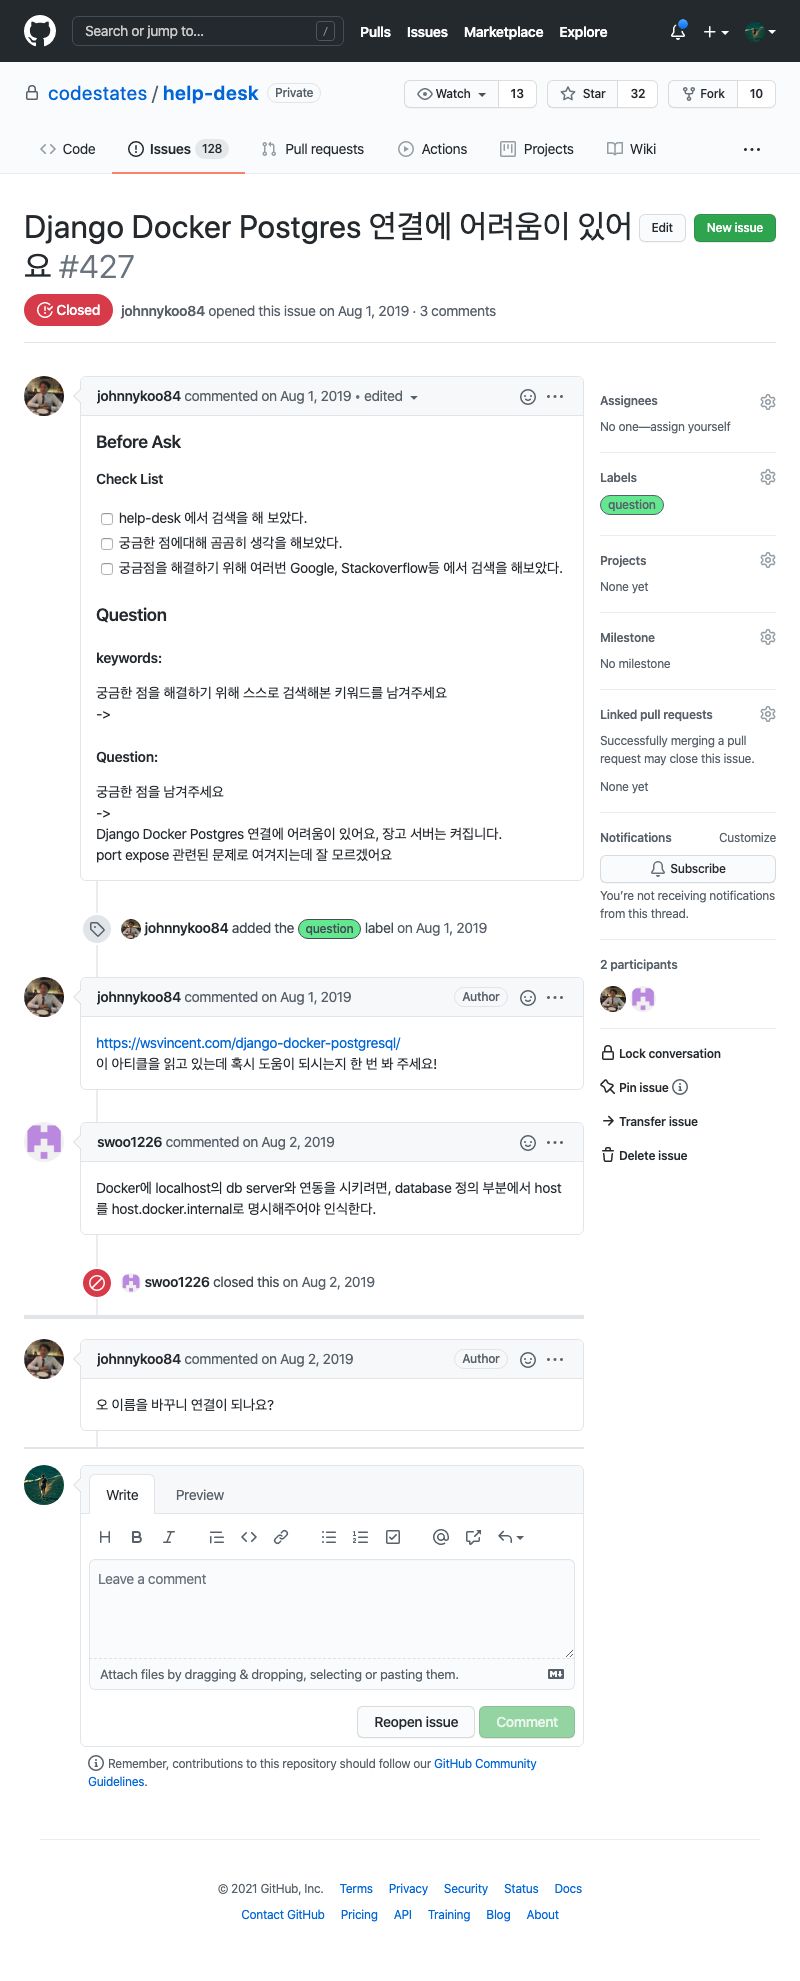 Search or jump to... /
Pulls Issues Marketplace Explore
codestates / help-desk Private
Watch 13 Star 32 Fork 10
Code Issues 128 Pull requests Actions Projects Wiki ...
Django Docker Postgres 연결에 어려움이 있어
요 #427
Edit New issue
Closed johnnykoo84 opened this issue on Aug 1, 2019 · 3 comments
johnnykoo84 commented on Aug 1, 2019 • edited
Before Ask
Check List
help-desk 에서 검색을 해 보았다.
궁금한 점에대해 곰곰히 생각을 해보았다.
궁금점을 해결하기 위해 여러번 Google, Stackoverflow등 에서 검색을 해보았다.
Question
keywords:
궁금한 점을 해결하기 위해 스스로 검색해본 키워드를 남겨주세요
->
Question:
궁금한 점을 남겨주세요
->
Django Docker Postgres 연결에 어려움이 있어요, 장고 서버는 켜집니다.
port expose 관련된 문제로 여겨지는데 잘 모르겠어요
johnnykoo84 added the question label on Aug 1, 2019
johnnykoo84 commented on Aug 1, 2019 Author
https://wsvincent.com/django-docker-postgresql/
이 아티클을 읽고 있는데 혹시 도움이 되시는지 한 번 봐 주세요!
swoo1226 commented on Aug 2, 2019
Docker에 localhost의 db server와 연동을 시키려면, database 정의 부분에서 host
를 host.docker.internal로 명시해주어야 인식한다.
swoo1226 closed this on Aug 2, 2019
johnnykoo84 commented on Aug 2, 2019 Author
오 이름을 바꾸니 연결이 되나요?
Write Preview
H B I
Leave a comment
Attach files by dragging & dropping, selecting or pasting them.
Reopen issue Comment
Remember, contributions to this repository should follow our GitHub Community
Guidelines.
Assignees
No one—assign yourself
Labels
question
Projects
None yet
Milestone
No milestone
Linked pull requests
Successfully merging a pull
request may close this issue.
None yet
Notifications Customize
Subscribe
You're not receiving notifications
from this thread.
2 participants
Lock conversation
Pin issue
Transfer issue
Delete issue
© 2021 GitHub, Inc. Terms Privacy Security Status Docs
Contact GitHub Pricing API Training Blog About